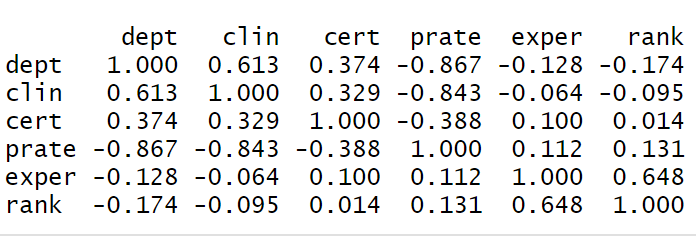 dept clin cert prate exper rank
dept 1.000 0.613 0.374 -0.867 -0.128 -0.174
clin 0.613 1.000 0.329 -0.843 -0.064 -0.095
cert 0.374 0.329 1.000 -0.388 0.100 0.014
prate -0.867 -0.843 -0.388 1.000 0.112 0.131
exper -0.128 -0.064 0.100 0.112 1.000 0.648
rank -0.174 -0.095 0.014 0.131 0.648 1.000